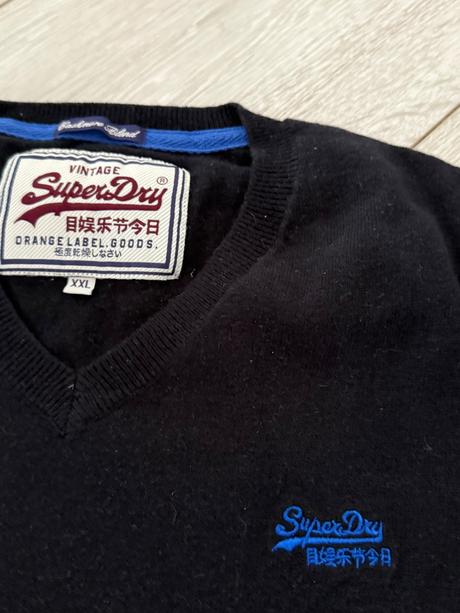 Cashmere Blend
VINTAGE
SuperDry®
目娱乐节今日
ORANGE.LABEL.GOODS.
極度乾燥しなさい
XXL
SuperDry
目娱乐节今日